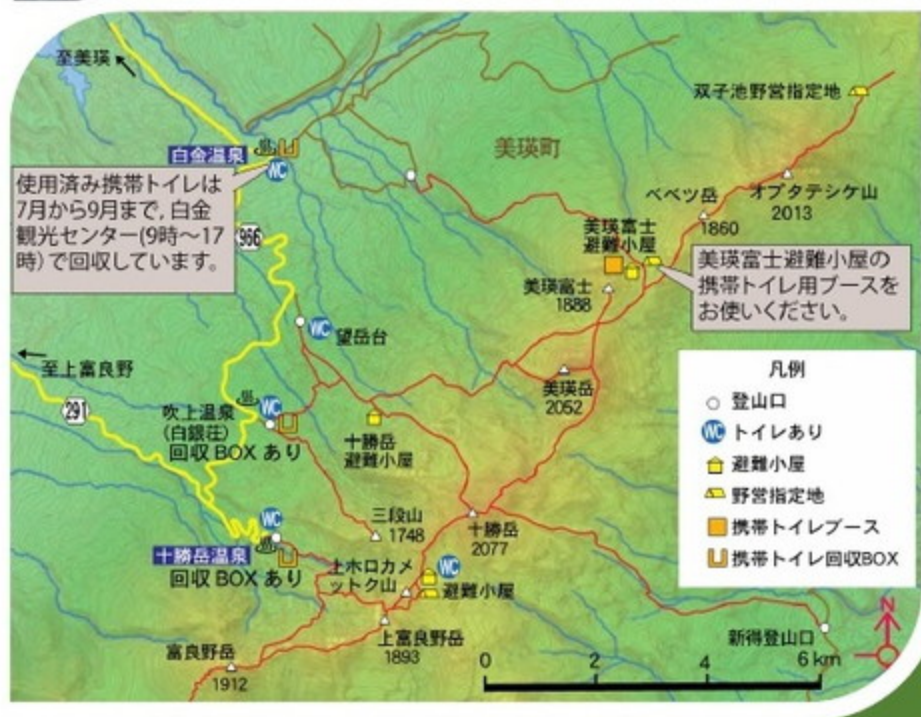 至美瑛
双子池野営指定地
白金温泉
WC
美瑛町
使用済み携帯トイレは
7月から9月まで,白金
観光センター(9時〜17
時)で回収しています。
966
ベベツ岳
1860
オプタテシケ山
2013
美瑛富士
避難小屋
美瑛富士
1888
美瑛富士避難小屋の
携帯トイレ用ブースを
お使いください。
WC
望岳台
至上富良野
291
美瑛岳
2052
吹上温泉
(白銀荘)
回収 BOX あり
WC
十勝岳
避難小屋
三段山
1748
十勝岳
2077
WC
十勝岳温泉
回収 BOX あり
上ホロカメ
ットク山
WC
避難小屋
上富良野岳
1893
富良野岳
1912
新得登山口
凡例
登山口
WC トイレあり
避難小屋
野営指定地
携帯トイレブース
携帯トイレ回収BOX
N
0 2 4 6 km